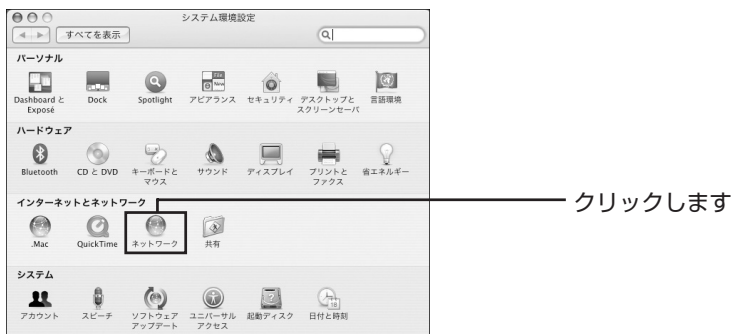 システム環境設定
すべてを表示
パーソナル
Dashboard と Exposé
Dock
Spotlight
アピアランス
セキュリティ
デスクトップと スクリーンセーバ
言語環境
ハードウェア
Bluetooth
CD と DVD
キーボードと マウス
サウンド
ディスプレイ
プリントと ファクス
省エネルギー
インターネットとネットワーク
.Mac
QuickTime
ネットワーク
共有
クリックします
システム
アカウント
スピーチ
ソフトウェア アップデート
ユニバーサル アクセス
起動ディスク
日付と時刻